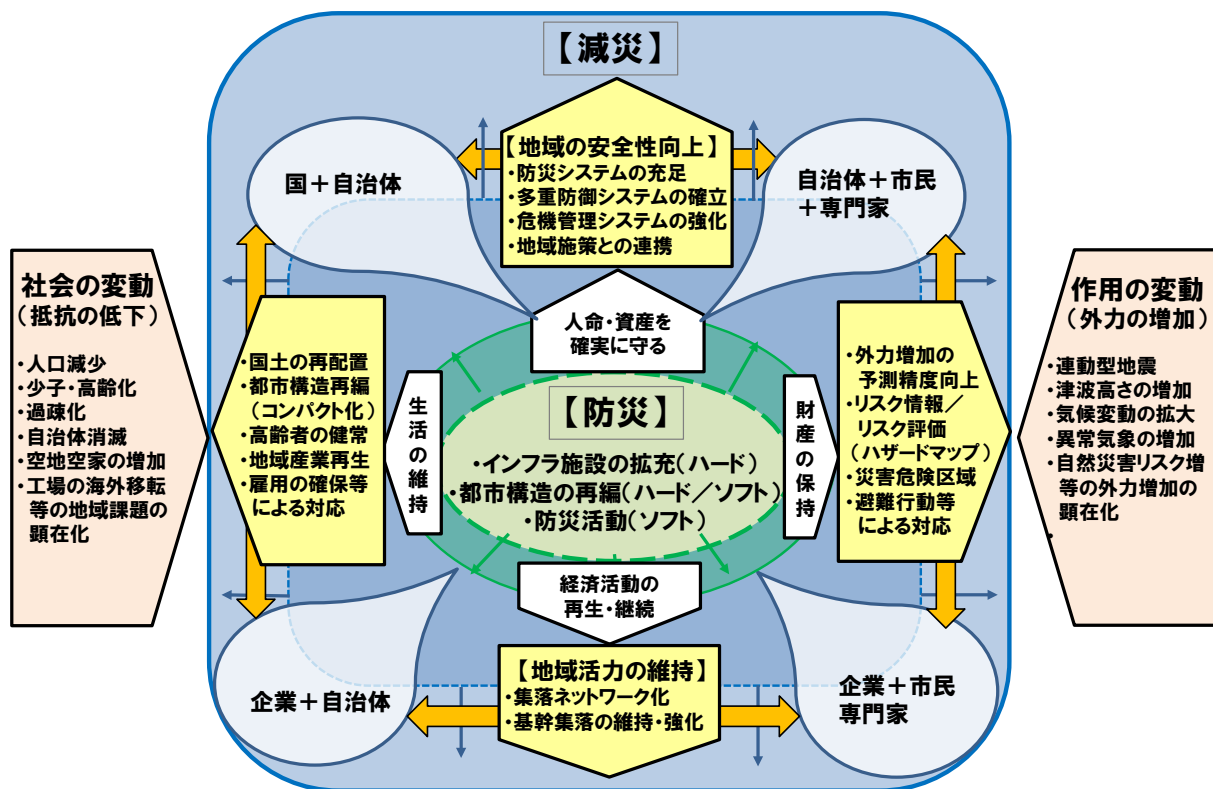 【減災】
国＋自治体
【地域の安全性向上】
・防災システムの充足
・多重防御システムの確立
・危機管理システムの強化
・地域施策との連携
自治体＋市民
＋専門家
社会の変動
（抵抗の低下）
・人口減少
・少子・高齢化
・過疎化
・自治体消滅
・空地空家の増加
・工場の海外移転
等の地域課題の
顕在化
・国土の再配置
・都市構造再編
（コンパクト化）
・高齢者の健常
・地域産業再生
・雇用の確保等
による対応
生活の維持
人命・資産を
確実に守る
【防災】
・インフラ施設の拡充（ハード）
・都市構造の再編（ハード／ソフト）
・防災活動（ソフト）
財産の保持
・外力増加の
予測精度向上
・リスク情報／
リスク評価
（ハザードマップ）
・災害危険区域
・避難行動等
による対応
作用の変動
（外力の増加）
・連動型地震
・津波高さの増加
・気候変動の拡大
・異常気象の増加
・自然災害リスク増
等の外力増加の
顕在化
・
経済活動の
再生・継続
企業＋自治体
【地域活力の維持】
・集落ネットワーク化
・基幹集落の維持・強化
企業＋市民
専門家